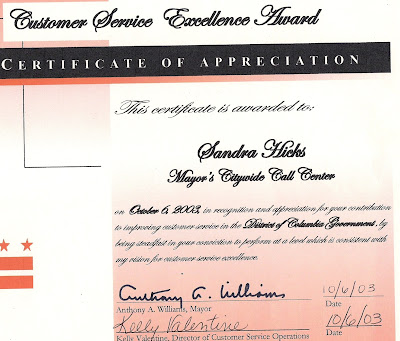 Customer Service Excellence Award
CERTIFICATE OF APPRECIATION
This certificate is awarded to:
Sandra Hicks
Mayor's Citywide Call Center
on October 6, 2003, in recognition and appreciation for your contribution
to improving customer service in the District of Columbia Government, by
being steadfast in your conviction to perform at a level which is consistent with
my vision for customer service excellence.
Anthony A. Williams 10/6/03
Anthony A. Williams, Mayor Date
Kelly Valentine 10/6/03
Kelly Valentine, Director of Customer Service Operations Date